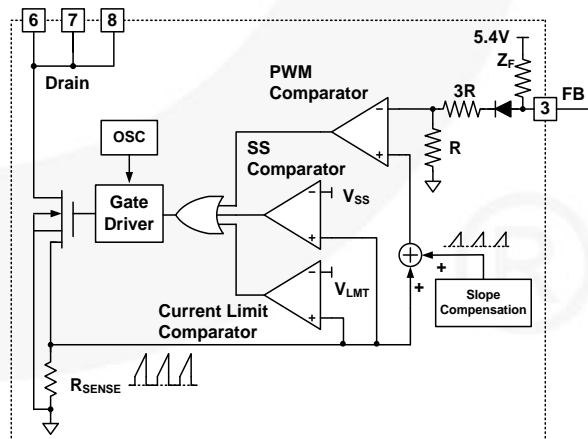 6 7 8
Drain
5.4V
ZF
PWM
Comparator
3R
3
FB
OSC
SS
Comparator
R
Gate
Driver
VSS
VLMT
Current Limit
Comparator
Slope
Compensation
RSENSE
-
+
-
+
-
+
+
+